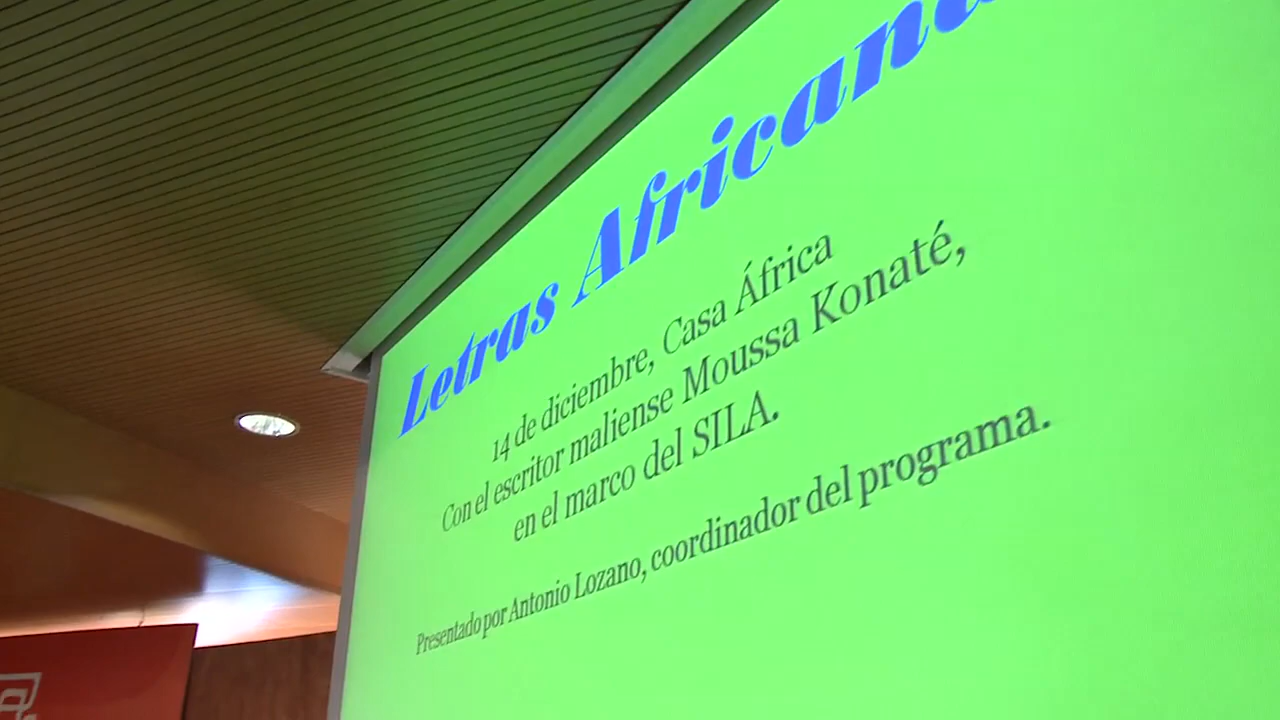 Letras African
14 de diciembre, Casa África
Con el escritor maliense Moussa Konaté,
en el marco del SILA.
Presentado por Antonio Lozano, coordinador del programa.